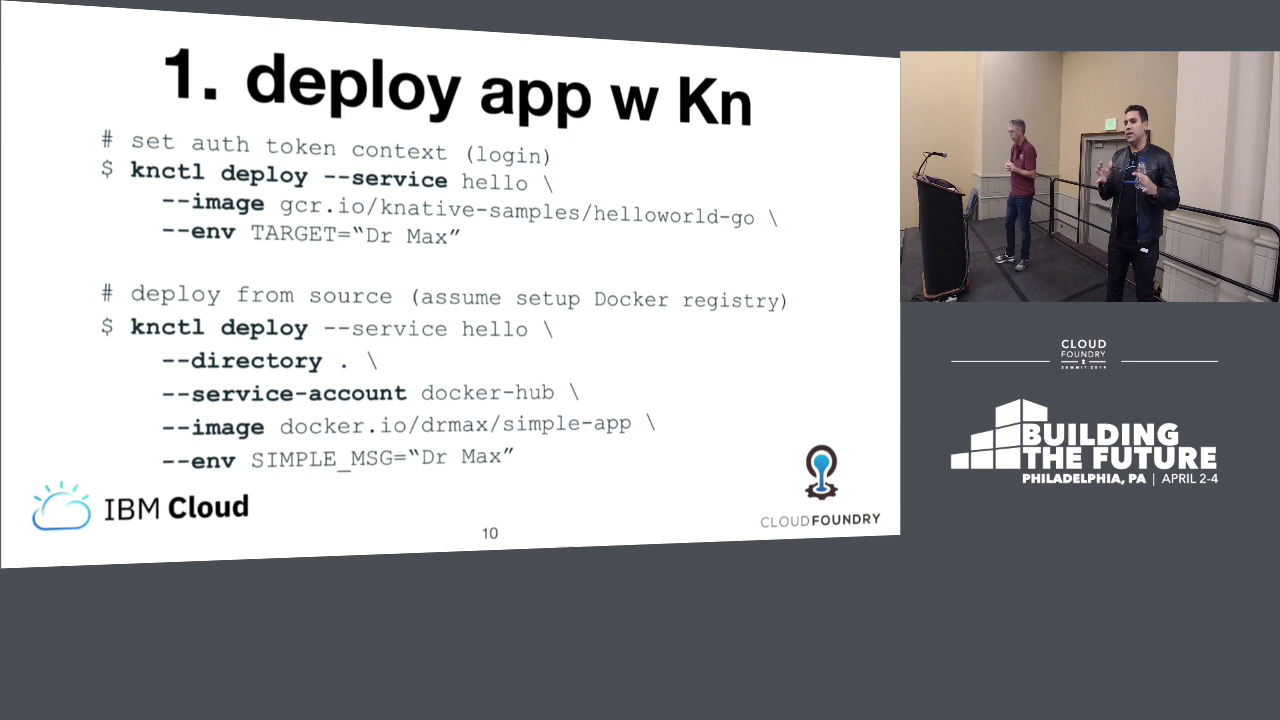 1. deploy app w Kn
# set auth token context (login)
$ knctl deploy --service hello \
--image gcr.io/knative-samples/helloworld-go \
--env TARGET=“Dr Max”
# deploy from source (assume setup Docker registry)
$ knctl deploy --service hello \
--directory . \
--service-account docker-hub \
--image docker.io/drmax/simple-app \
--env SIMPLE_MSG=“Dr Max”
IBM Cloud
10
CLOUDFOUNDRY
CLOUD
FOUNDRY
SUMMIT 2019
BUILDING
THE FUTURE
PHILADELPHIA, PA | APRIL 2-4